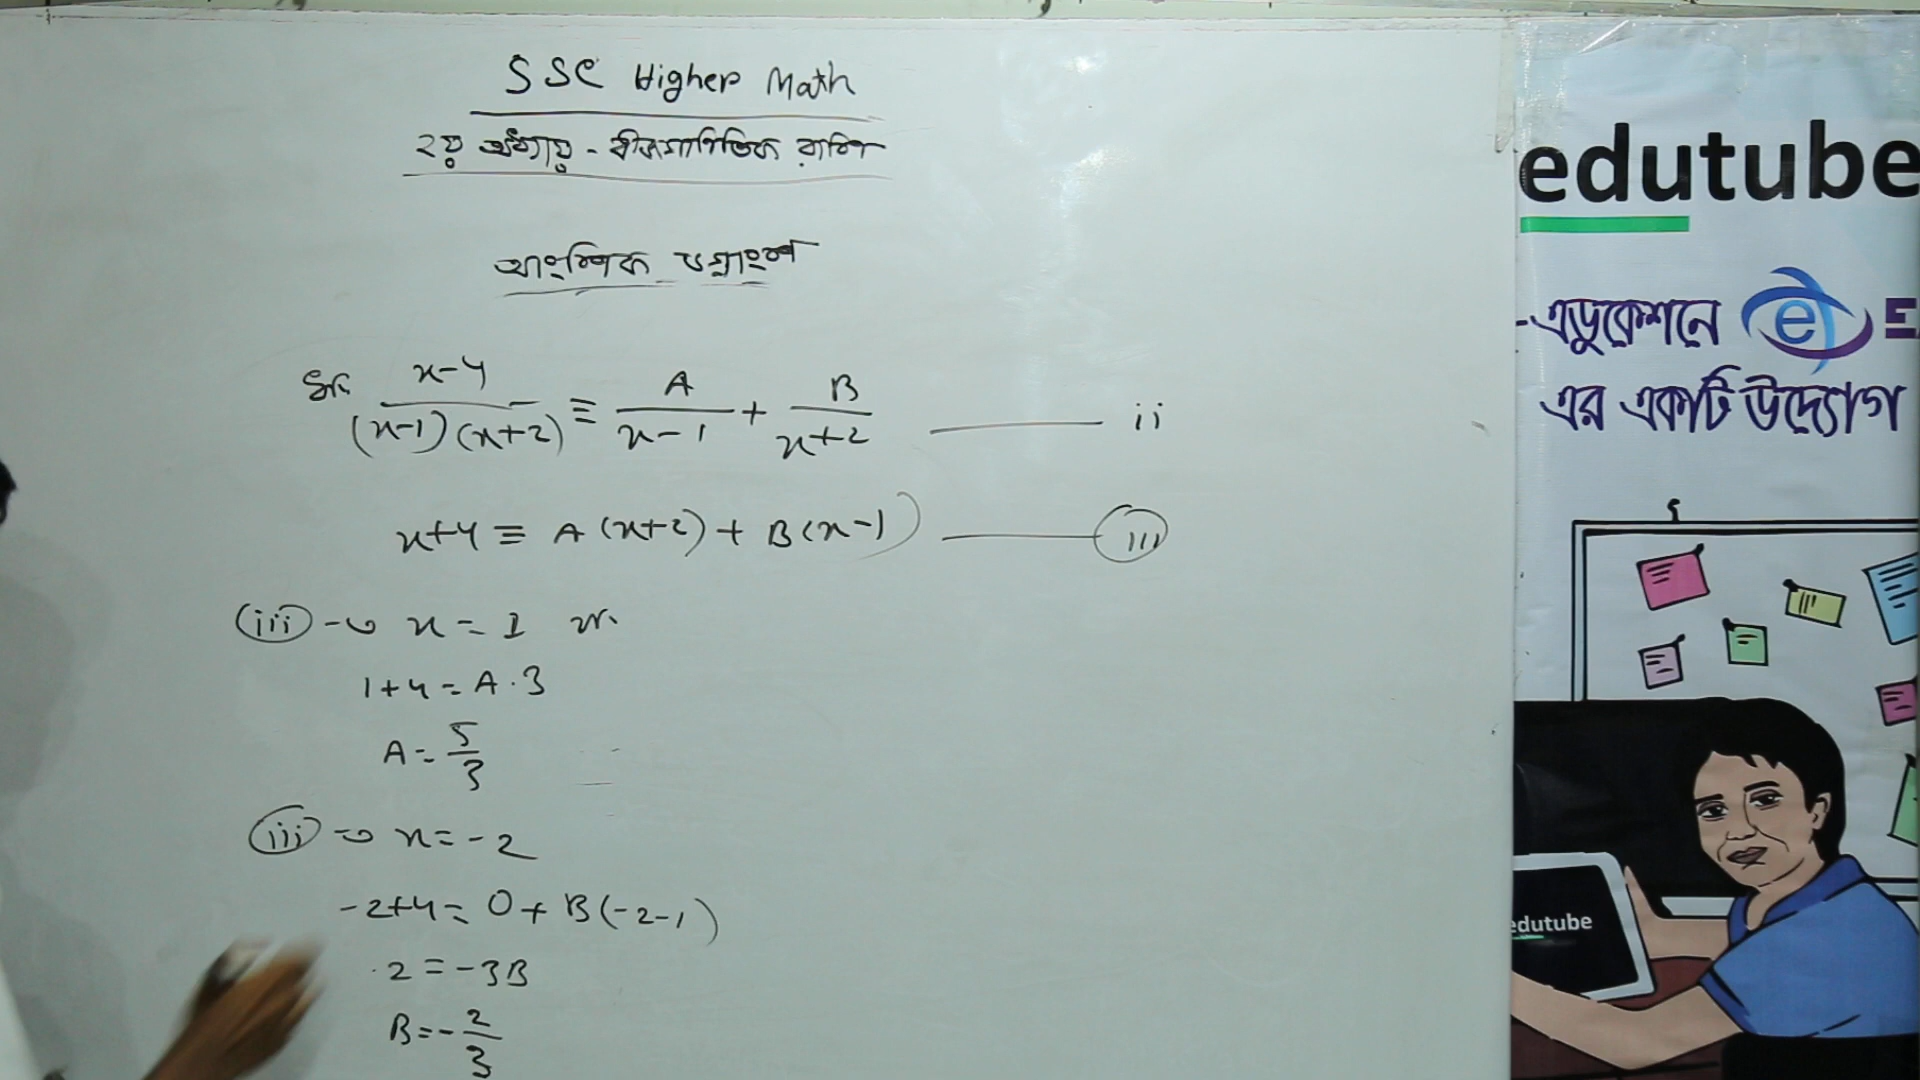 SSC Higher Math
২য় অধ্যায় - বীজগাণিতিক রাশি
আংশিক ভগ্নাংশ
ধরি x-4/(x-1)(x+2) ≡ A/x-1 + B/x+2 ——— ii
x+4 ≡ A(x+2) + B(x-1) ——— iii
(iii) → x = 1
1+4 = A·3
A = 5/3
(iii) → x = -2
-2+4 = 0 + B(-2-1)
2 = -3B
B = -2/3
edutube
-এডুকেশনে e
এর একটি উদ্যোগ
edutube